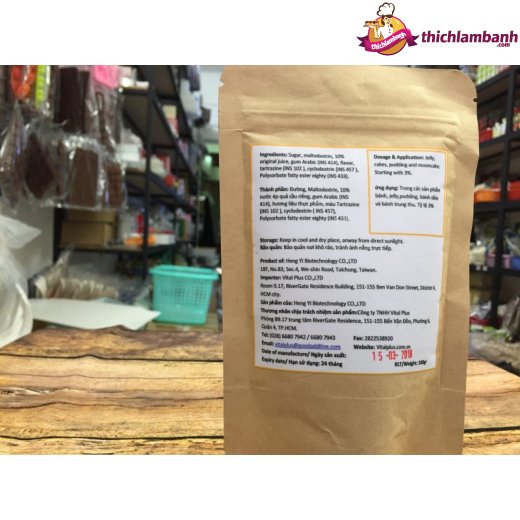 thichlambanh
.com
thichlambanh
Ingredients: Sugar, maltodextrin, 10%
original juice, gum Arabic (INS 414), flavor,
tartrazine (INS 102 ), cyclodextrin (INS 457 ),
Polysorbate fatty ester eighty (INS 433).
Thành phần: Đường, Maltodextrin, 10%
nước ép quả sầu riêng, gum Arabic (INS
414), hương liệu thực phẩm, màu Tartrazine
(INS 102 ), cyclodextrin ( INS 457),
Polysorbate fatty ester eighty (INS 433).
Dosage & Application: Jelly,
cakes, pudding and mooncake.
Starting with 3%.
ứng dụng: Trong các sản phẩm
bánh, jelly,pudding, bánh dẻo
và bánh trung thu. Tỷ lệ 3%
Storage: Keep in cool and dry place, anway from direct sunlight.
Bảo quản: Bảo quản nơi khô ráo, tránh ánh nắng trực tiếp.
Product of: Heng Yi-Biotechnology CO.,LTD
18F, No.83, Sec.4, We-shin Road, Taichung, Taiwan.
Importer: Vital Plus CO.,LTD
Room 9.17, RiverGate Residence Building, 151-155 Ben Van Don Street, District 4,
HCM city.
Sản phẩm của: Heng Yi-Biotechnology CO.,LTD
Thương nhân chịu trách nhiệm sản phẩm:Công ty TNHH Vital Plus
Phòng B9.17 trung tâm RiverGate Residence, 151-155 Bến Vân Đồn, Phường 6,
Quận 4, TP.HCM.
Tel: (028) 6680 7942 / 6680 7943
Fax: 2822538920
Email: vitalplus@goodadditive.com
Website: Vitalplus.com.vn
Date of manufacture/ Ngày sản xuất:
15-03-2018
Expiry date/ Hạn sử dụng: 24 tháng
KLT/Weight: 100gr